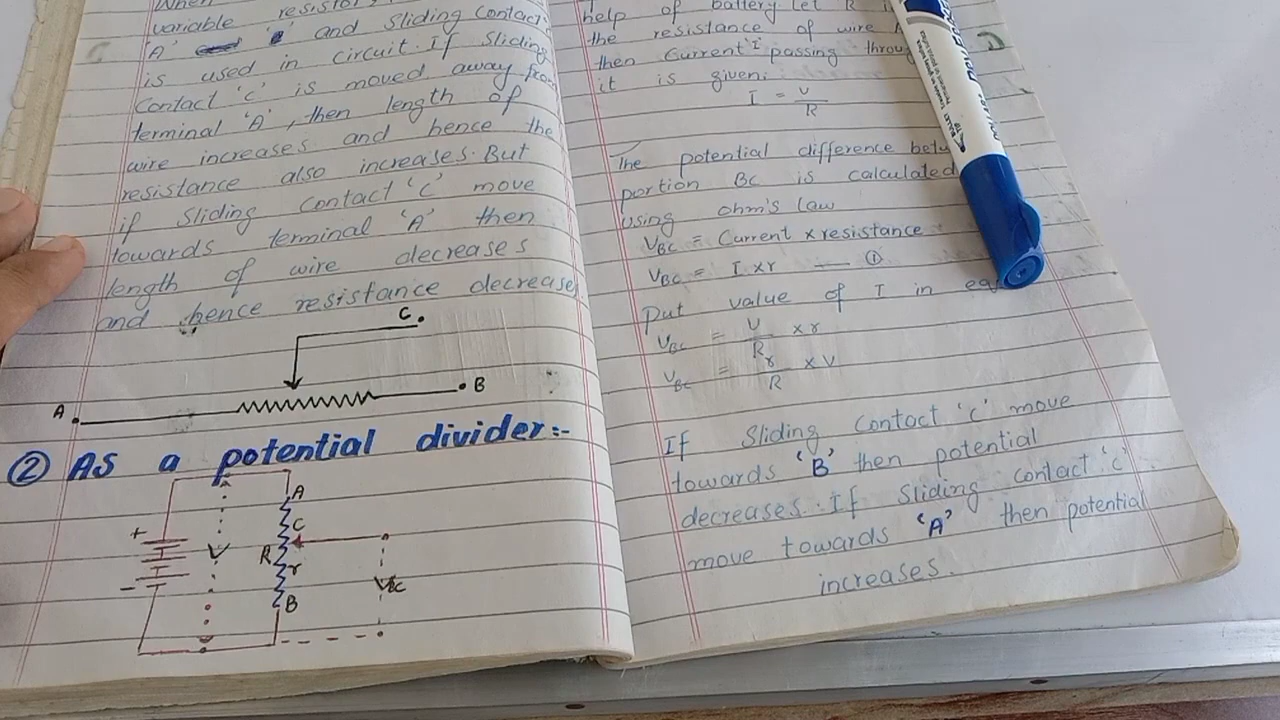 When
variable resistor,
'A' and sliding contact
is used in circuit. If sliding
contact 'c' is moved away from
terminal 'A', then length of
wire increases and hence the
resistance also increases. But
if sliding contact 'c' move
towards terminal 'A' then
length of wire decreases
and hence resistance decrease
C
A
B
② As a potential divider:-
+
-
V
A
C
R
r
B
VBC
help of battery let R
the resistance of wire
then current 'I' passing throug
it is given:
I = V/R
The potential difference betw
portion BC is calculated
using ohm's law
VBC = Current x resistance
VBC = I x r — ①
Put value of I in eq
VBC = V/R x r
VBC = r/R x V
If sliding contact 'c' move
towards 'B' then potential
decreases. If sliding contact 'c'
move towards 'A' then potential
increases.
BULLET TIP